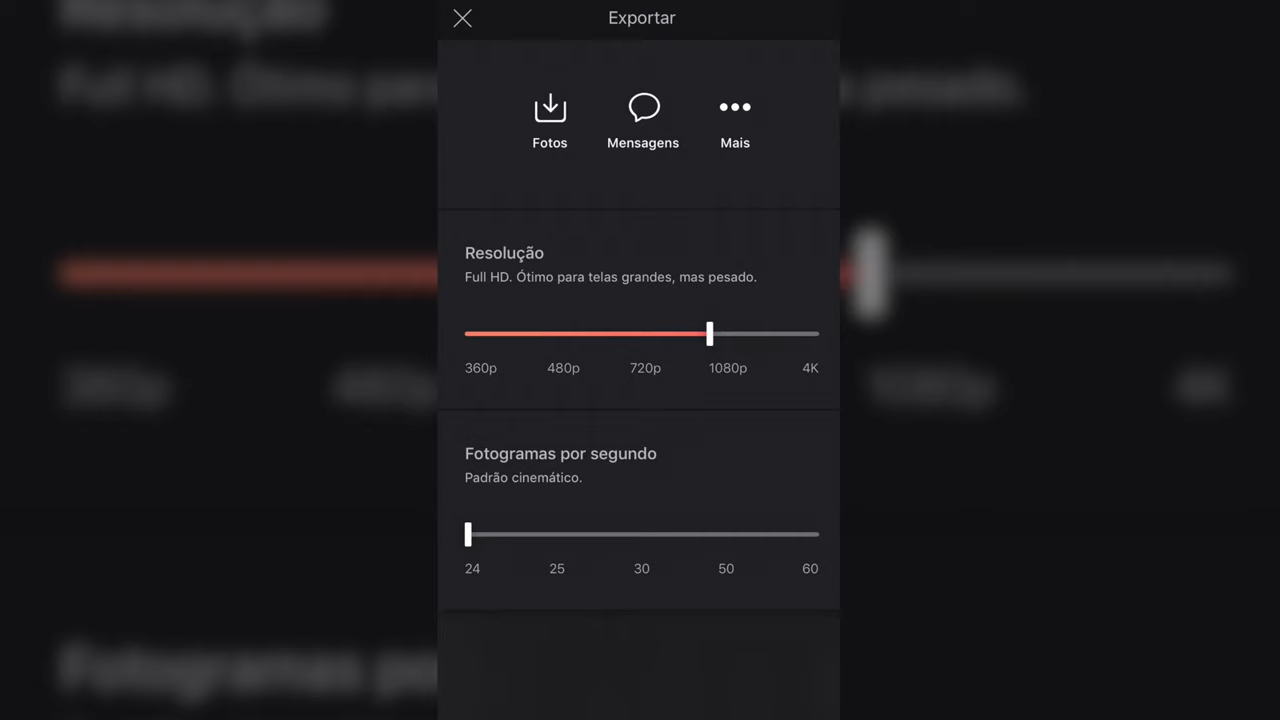 Exportar
Fotos Mensagens Mais
Resolução
Full HD. Ótimo para telas grandes, mas pesado.
360p 480p 720p 1080p 4K
Fotogramas por segundo
Padrão cinemático.
24 25 30 50 60